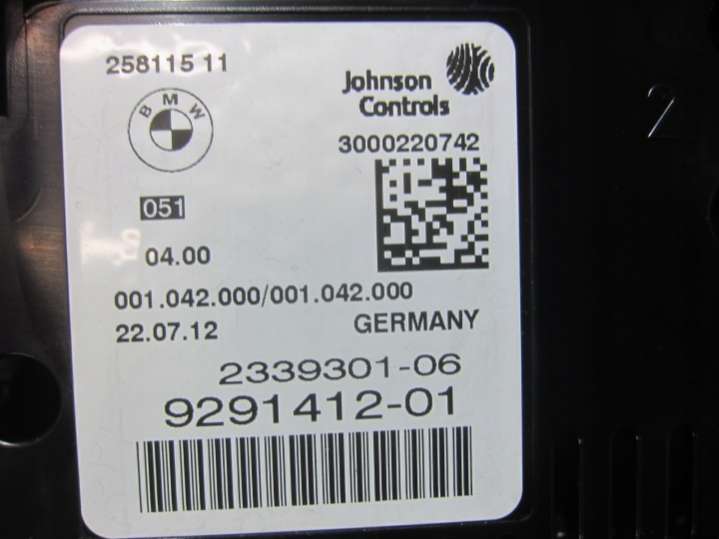 258115 11
Johnson
Controls
BMW
3000220742
051
04.00
001.042.000/001.042.000
22.07.12
GERMANY
2339301-06
9291412-01
2